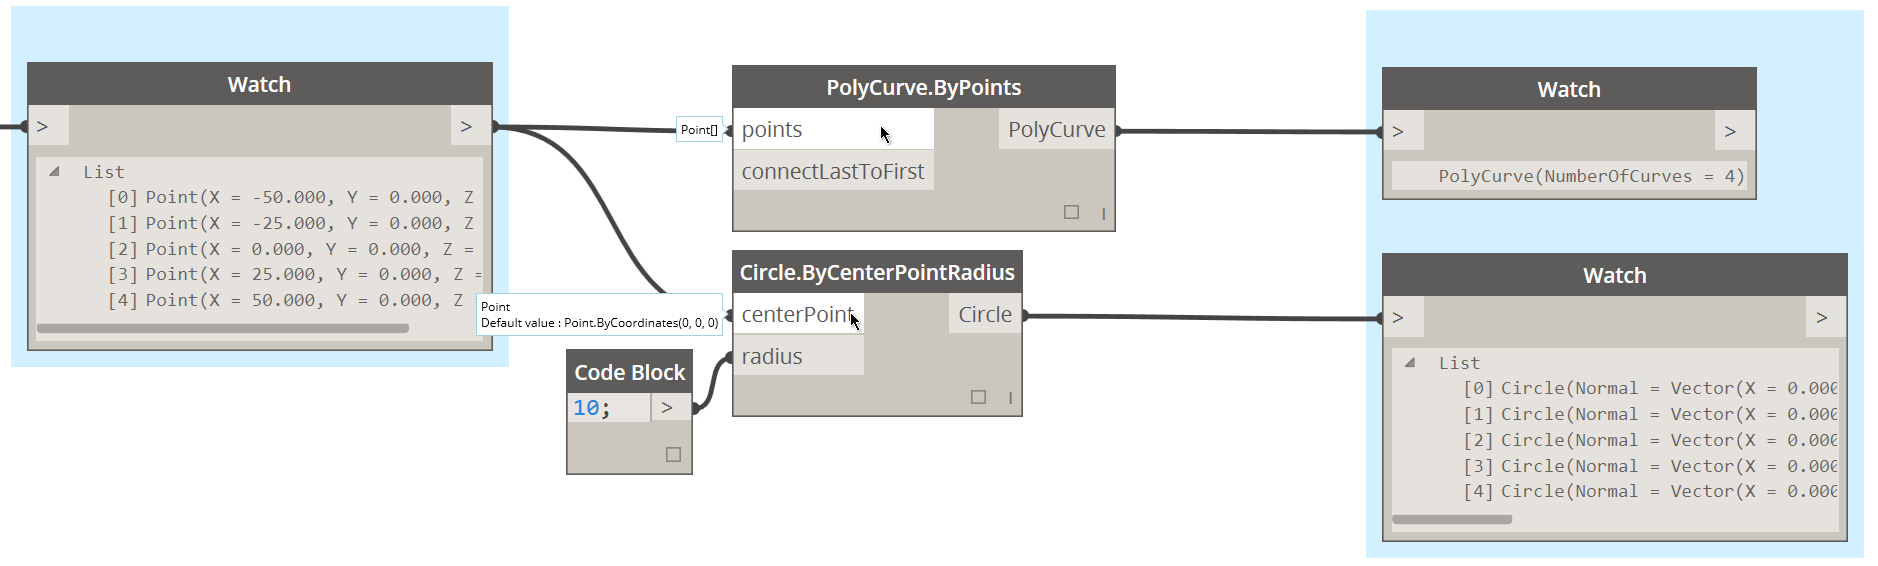 Watch
>
>
List
[0] Point(X = -50.000, Y = 0.000, Z
[1] Point(X = -25.000, Y = 0.000, Z
[2] Point(X = 0.000, Y = 0.000, Z =
[3] Point(X = 25.000, Y = 0.000, Z =
[4] Point(X = 50.000, Y = 0.000, Z
PolyCurve.ByPoints
Point[]
points
PolyCurve
connectLastToFirst
Circle.ByCenterPointRadius
Point
Default value : Point.ByCoordinates(0, 0, 0)
centerPoint
Circle
radius
Code Block
10;
>
Watch
>
>
PolyCurve(NumberOfCurves = 4)
Watch
>
>
List
[0] Circle(Normal = Vector(X = 0.000
[1] Circle(Normal = Vector(X = 0.000
[2] Circle(Normal = Vector(X = 0.000
[3] Circle(Normal = Vector(X = 0.000
[4] Circle(Normal = Vector(X = 0.000